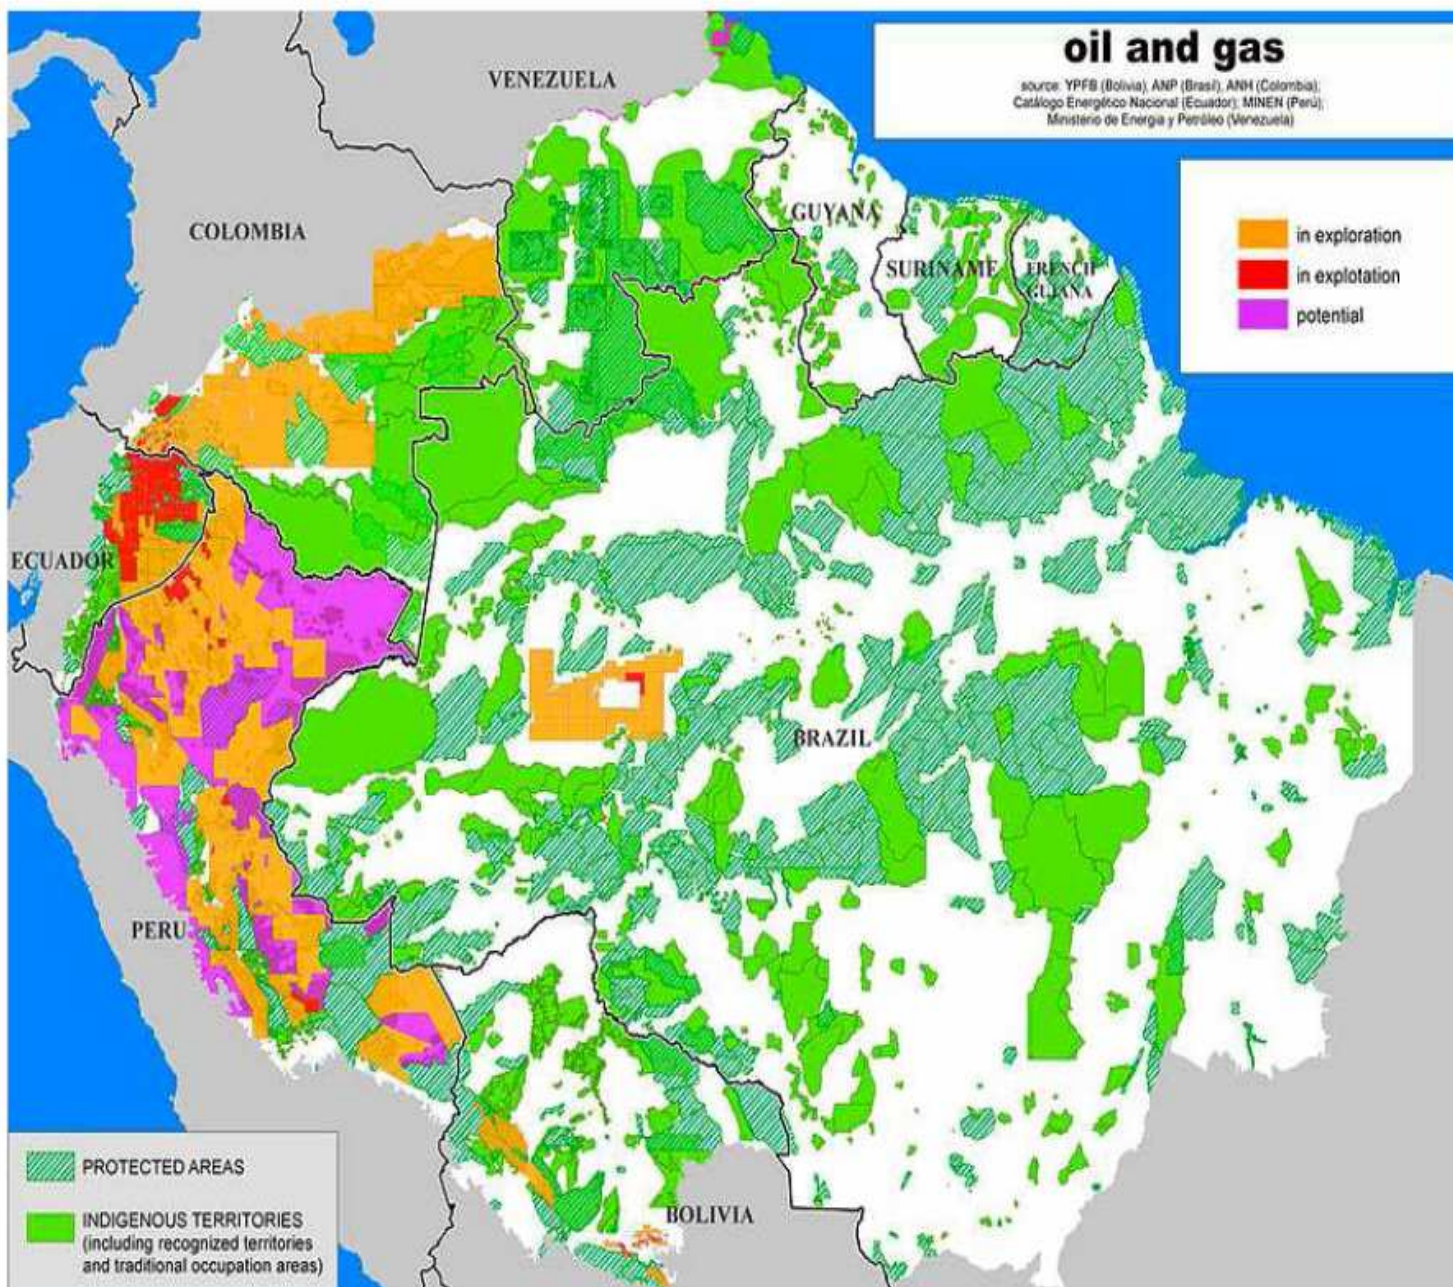 oil and gas
source: YPFB (Bolivia), ANP (Brasil), ANH (Colombia);
Catálogo Energético Nacional (Ecuador); MINEN (Perú);
Ministerio de Energia y Petróleo (Venezuela)
VENEZUELA
COLOMBIA
GUYANA
SURINAME
FRENCH
GUIANA
in exploration
in explotation
potential
ECUADOR
BRAZIL
PERU
BOLIVIA
PROTECTED AREAS
INDIGENOUS TERRITORIES
(including recognized territories
and traditional occupation areas)